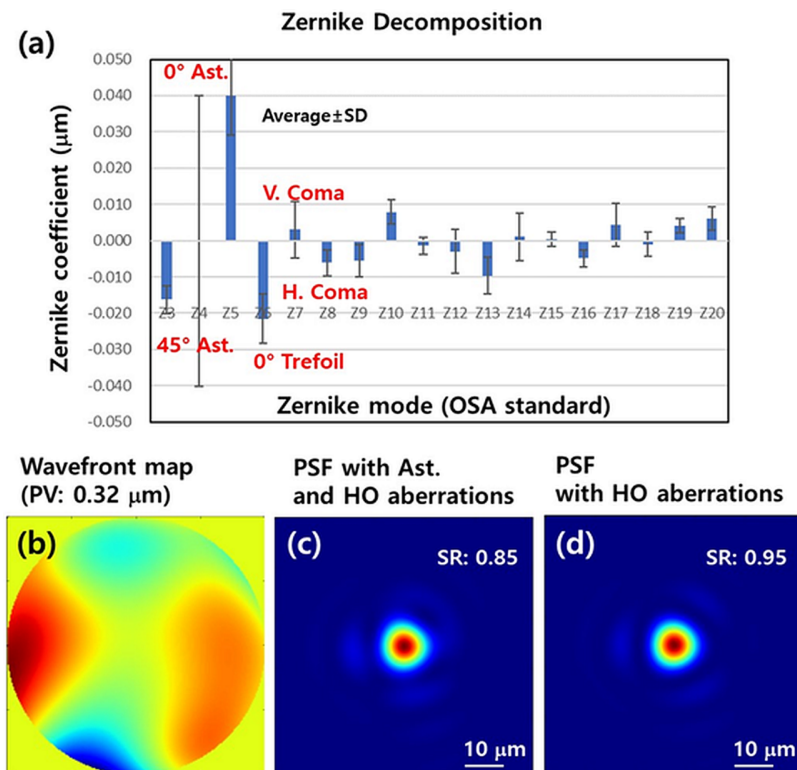 Zernike Decomposition
(a)
Zernike coefficient (μm)
0.050
0.040
0.030
0.020
0.010
0.000
-0.010
-0.020
-0.030
-0.040
-0.050
0° Ast.
Average±SD
V. Coma
H. Coma
Z3 Z4 Z5 Z6 Z7 Z8 Z9 Z10 Z11 Z12 Z13 Z14 Z15 Z16 Z17 Z18 Z19 Z20
45° Ast.
0° Trefoil
Zernike mode (OSA standard)
Wavefront map
(PV: 0.32 μm)
(b)
PSF with Ast.
and HO aberrations
(c)
SR: 0.85
10 μm
PSF
with HO aberrations
(d)
SR: 0.95
10 μm